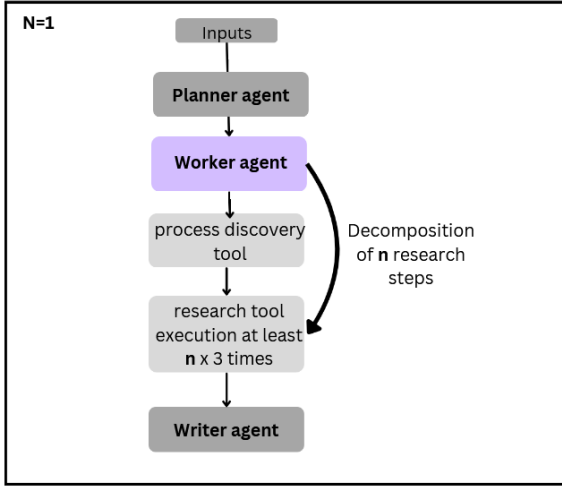 N=1
Inputs
Planner agent
Worker agent
process discovery
tool
Decomposition
of n research
steps
research tool
execution at least
n x 3 times
Writer agent